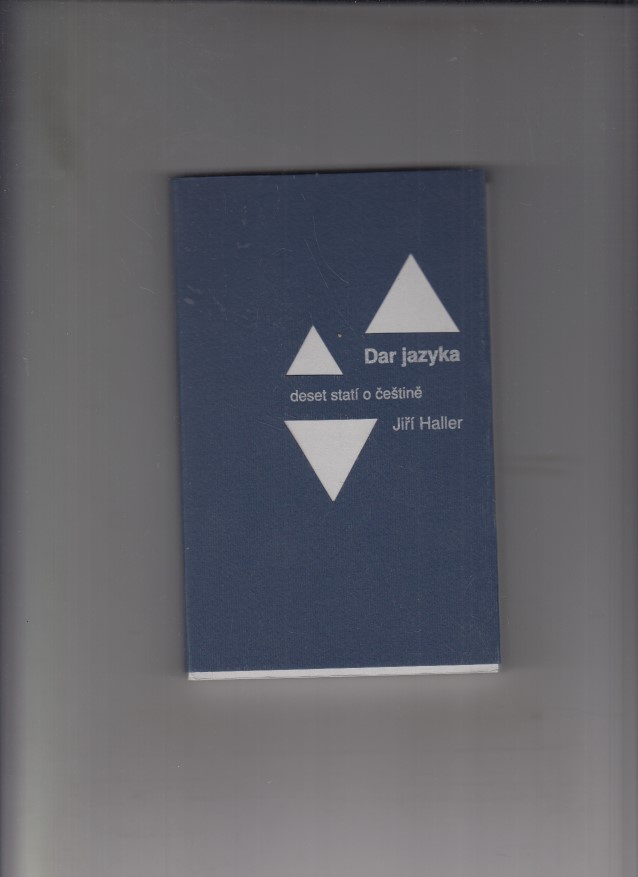 Dar jazyka
deset statí o češtině
Jiří Haller